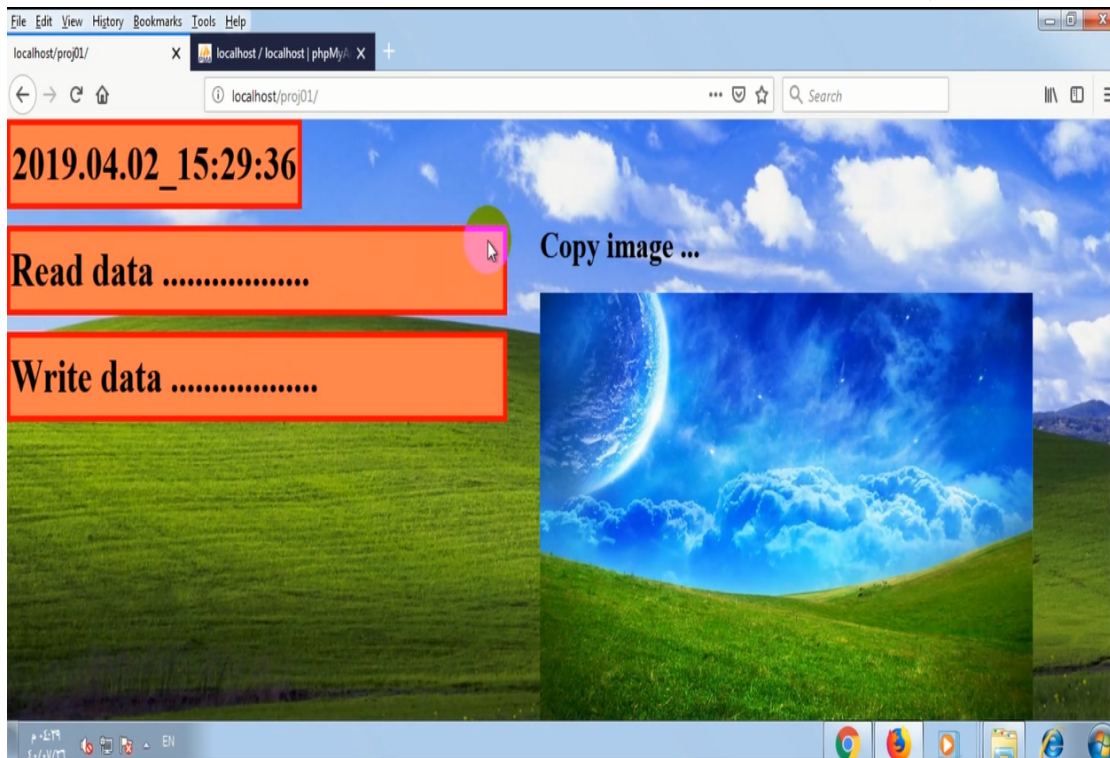 File Edit View History Bookmarks Tools Help
localhost/proj01/ X localhost / localhost | phpMyA X +
localhost/proj01/ ... Search
2019.04.02_15:29:36
Read data ..................
Copy image ...
Write data ..................
EN